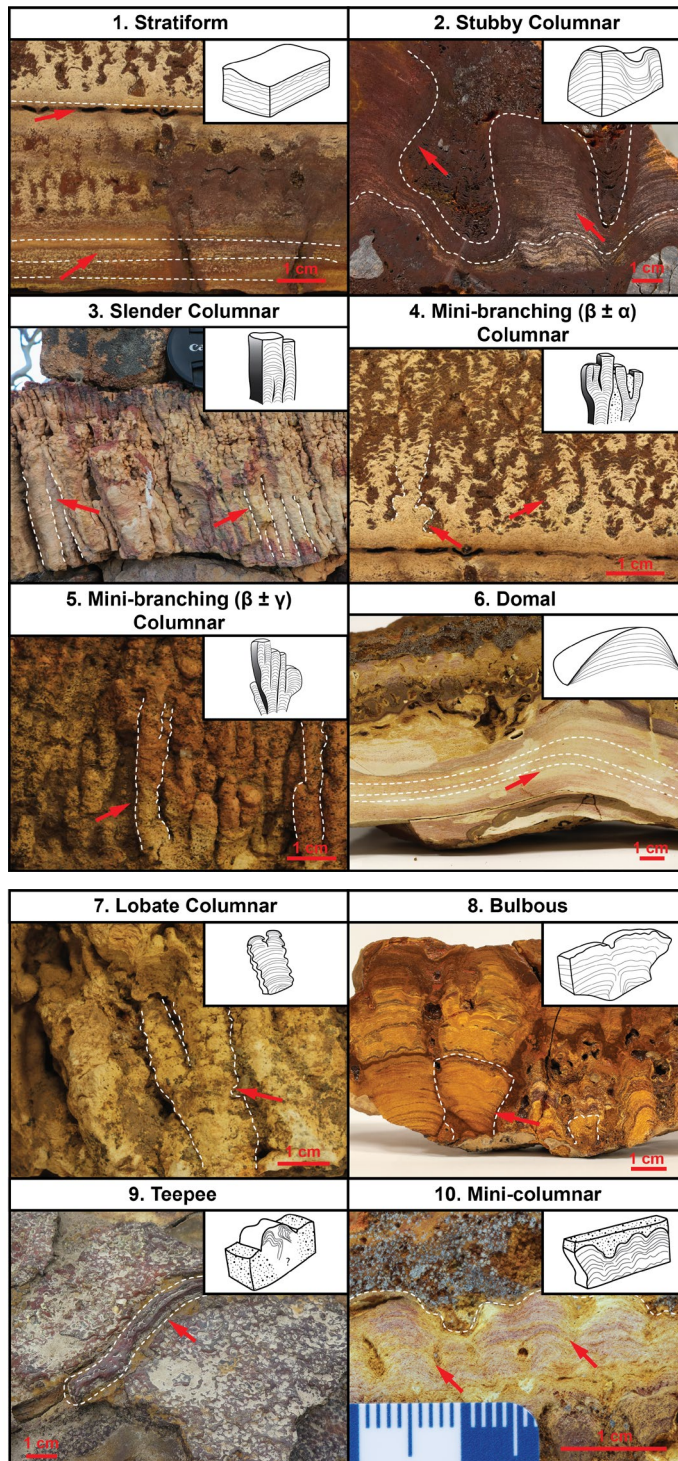 1. Stratiform
2. Stubby Columnar
1 cm
1 cm
3. Slender Columnar
4. Mini-branching (β ± α)
Columnar
Ca
1 cm
5. Mini-branching (β ± γ)
Columnar
6. Domal
1 cm
1 cm
7. Lobate Columnar
8. Bulbous
1 cm
1 cm
9. Teepee
10. Mini-columnar
?
1 cm
1 cm